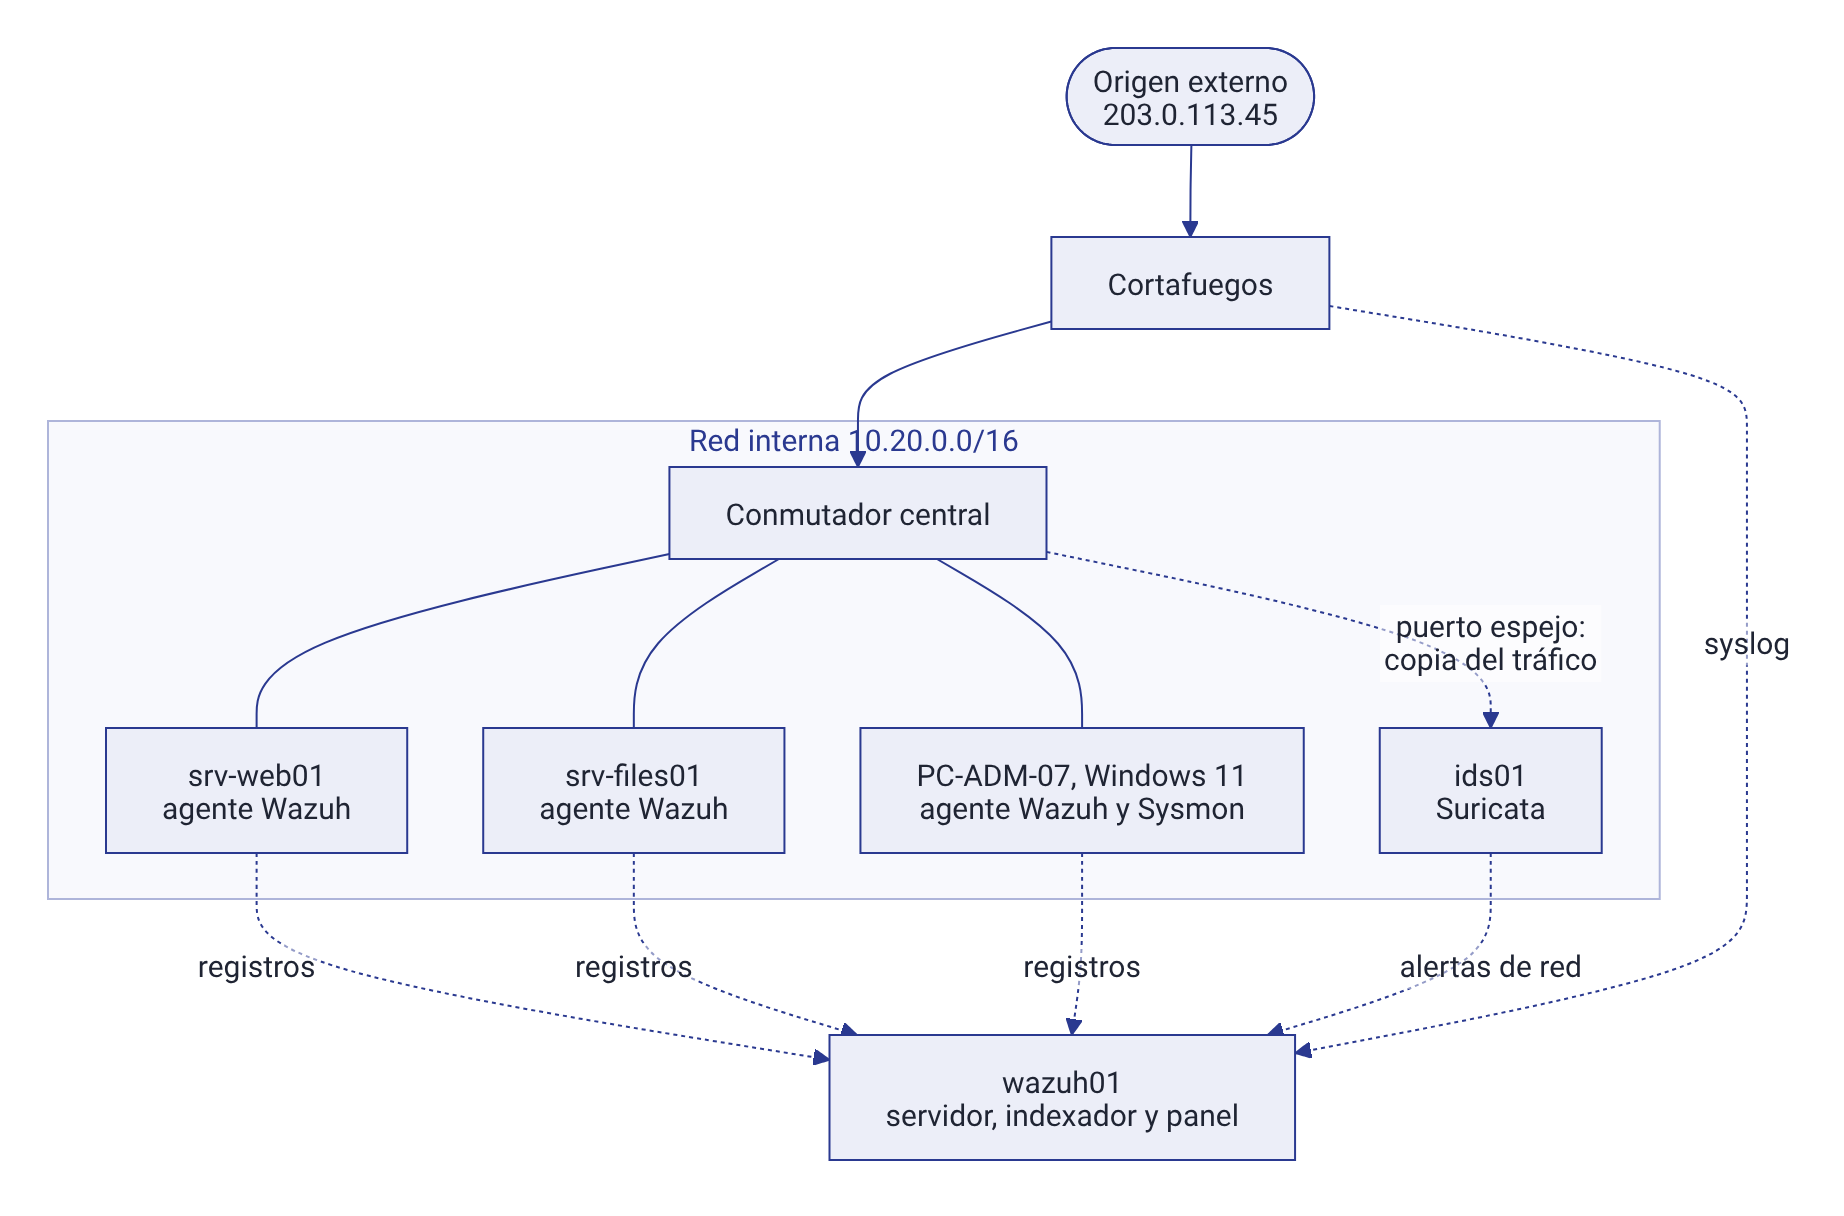 Origen externo
203.0.113.45
Cortafuegos
Red interna 10.20.0.0/16
Conmutador central
puerto espejo:
copia del tráfico
syslog
srv-web01
agente Wazuh
srv-files01
agente Wazuh
PC-ADM-07, Windows 11
agente Wazuh y Sysmon
ids01
Suricata
registros
registros
registros
alertas de red
wazuh01
servidor, indexador y panel